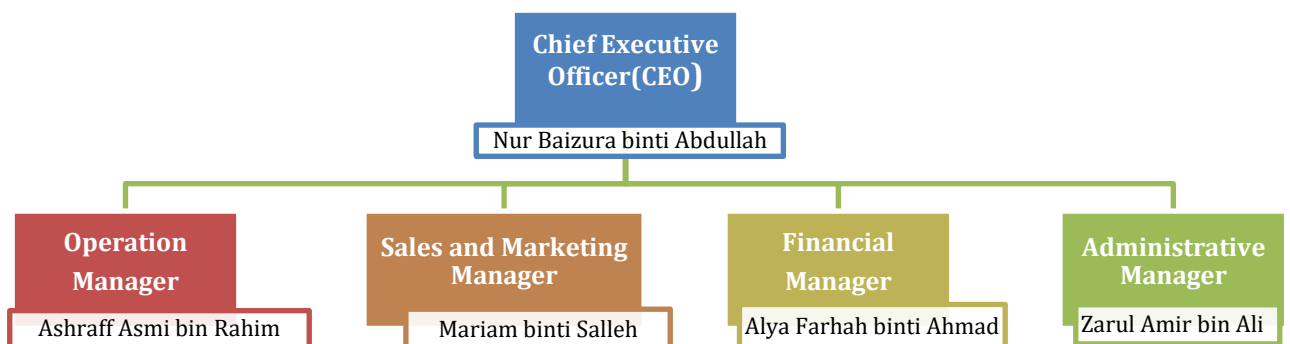 Chief Executive
Officer(CEO)
Nur Baizura binti Abdullah
Operation
Manager
Ashraff Asmi bin Rahim
Sales and Marketing
Manager
Mariam binti Salleh
Financial
Manager
Alya Farhah binti Ahmad
Administrative
Manager
Zarul Amir bin Ali